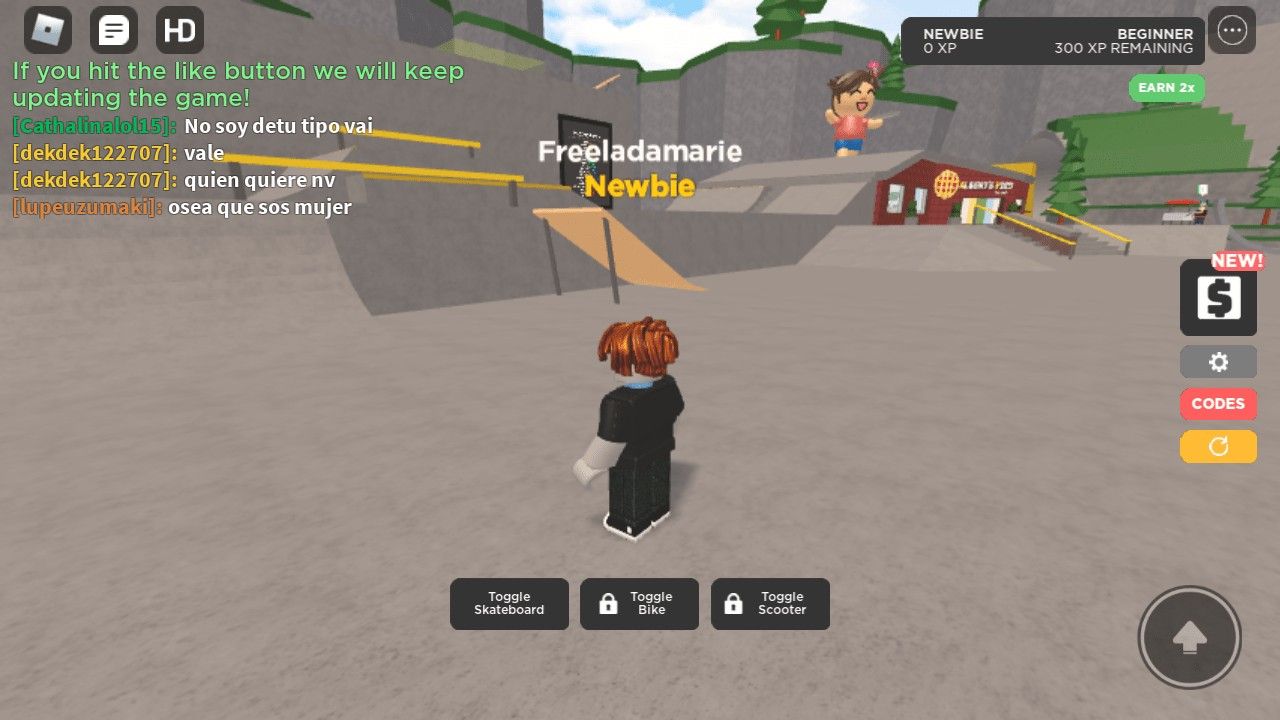 HD
NEWBIE
0 XP
BEGINNER
300 XP REMAINING
EARN 2x
If you hit the like button we will keep
updating the game!
[Cathalinalol15]: No soy detu tipo vai
[dekdek122707]: vale
[dekdek122707]: quien quiere nv
[lupeuzumaki]: osea que sos mujer
Freeladamarie
Newbie
NEW!
$
CODES
Toggle
Skateboard
Toggle
Bike
Toggle
Scooter